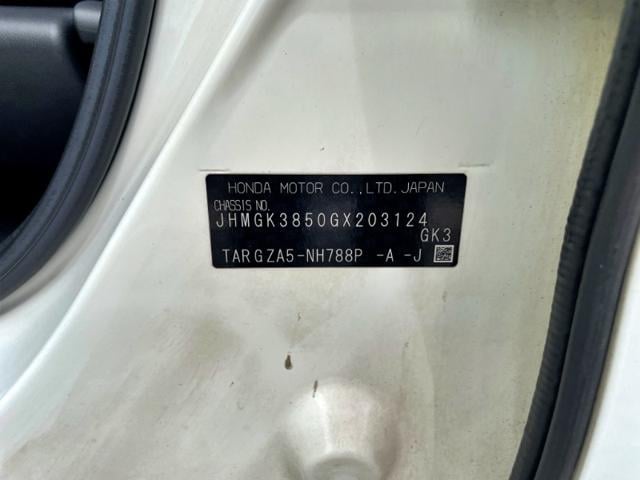 HONDA MOTOR CO.,LTD.JAPAN
CHASSIS NO.
JHMGK3850GX203124
GK3
TARGZA5-NH788P -A -J